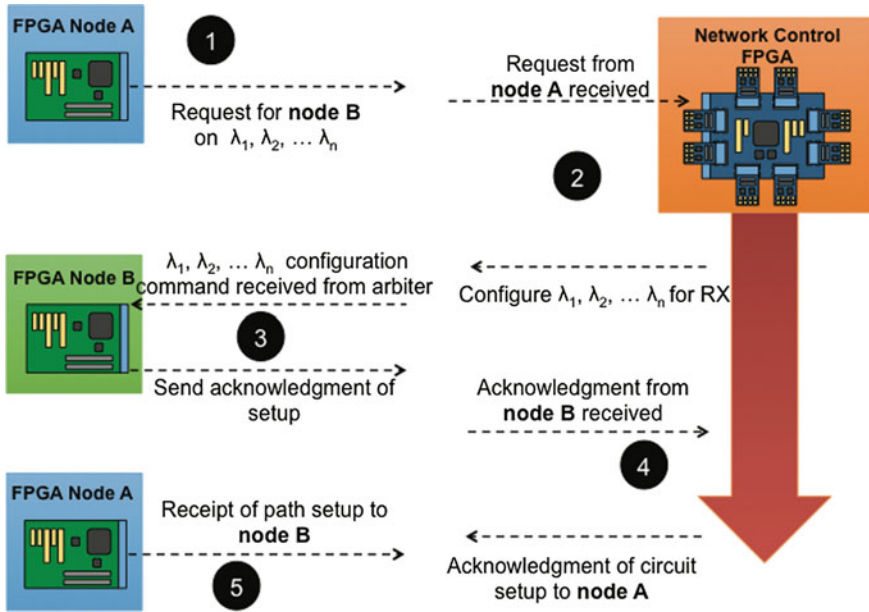 FPGA Node A
1
Request for node B
on λ1, λ2, … λn
Request from
node A received
Network Control
FPGA
2
FPGA Node B
λ1, λ2, … λn configuration
command received from arbiter
3
Send acknowledgment of
setup
Configure λ1, λ2, … λn for RX
Acknowledgment from
node B received
4
FPGA Node A
Receipt of path setup to
node B
5
Acknowledgment of circuit
setup to node A